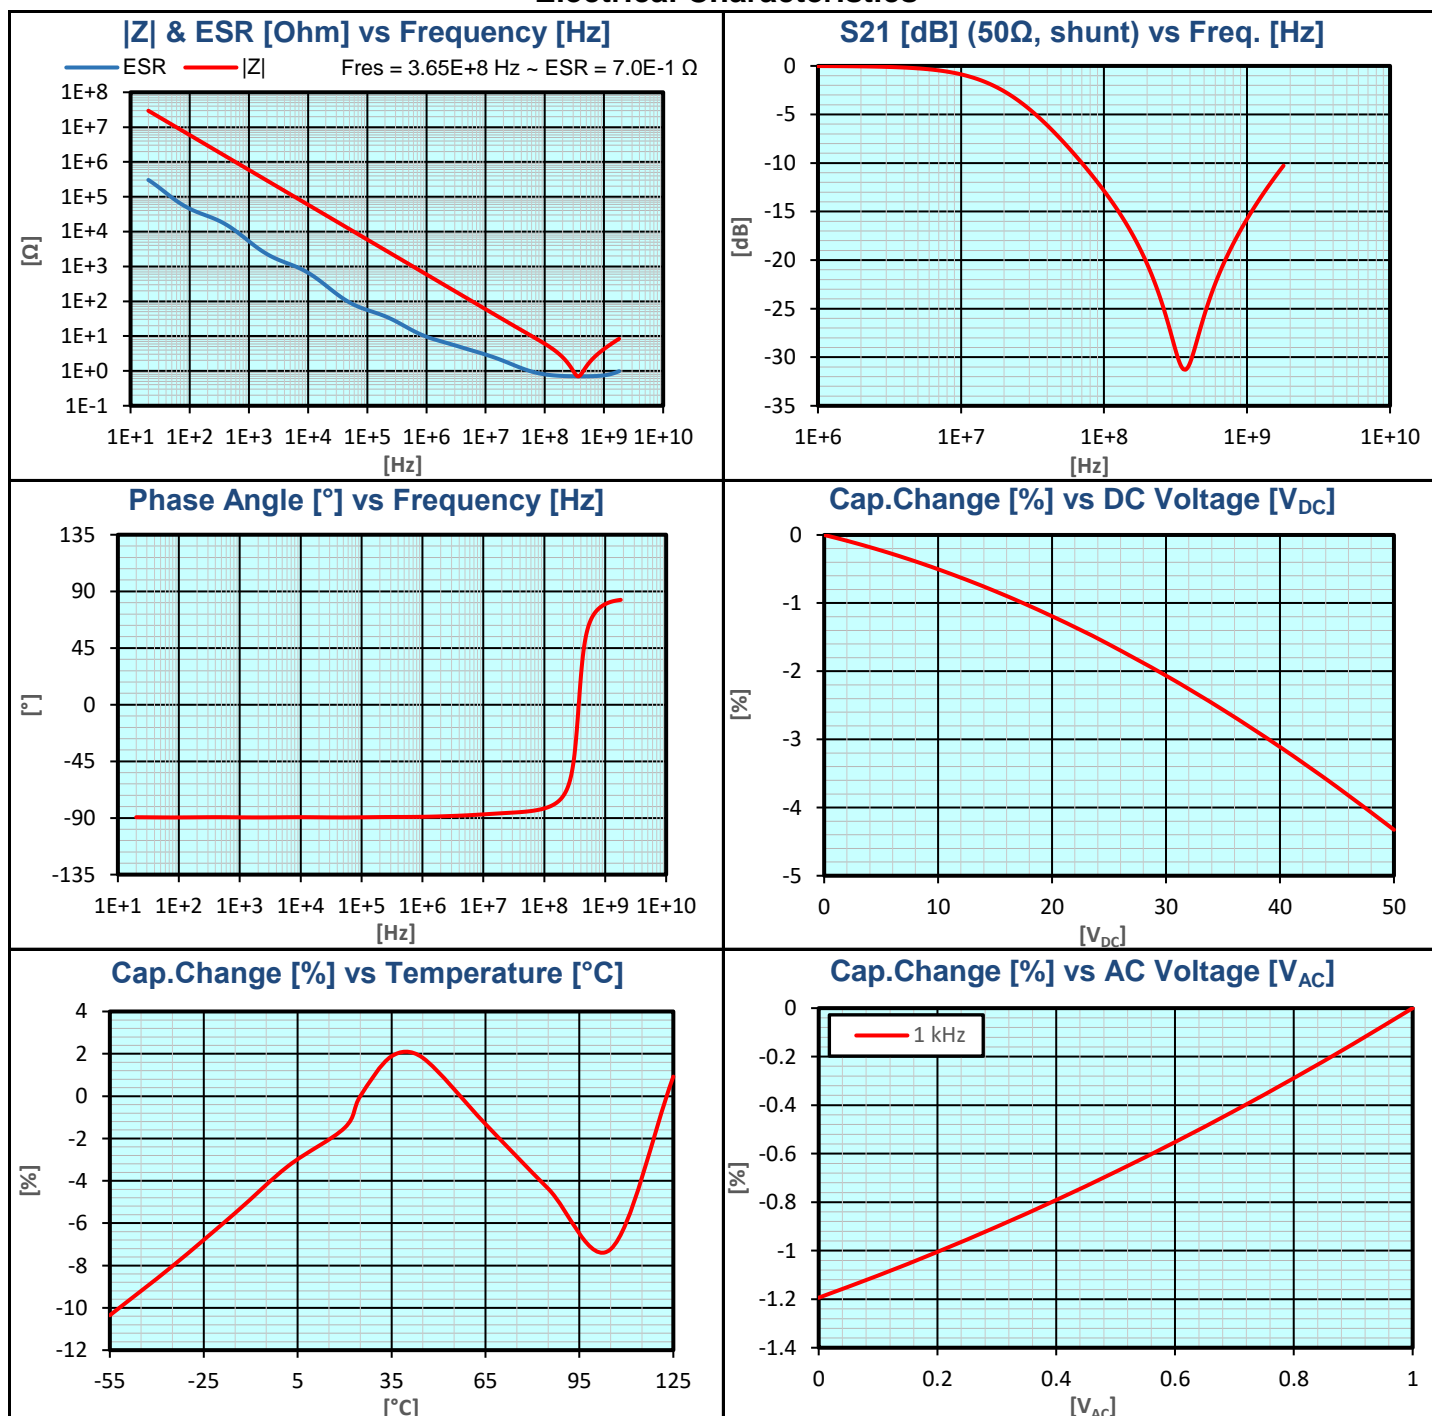 Electrical Characteristics
|Z| & ESR [Ohm] vs Frequency [Hz]
ESR |Z| Fres = 3.65E+8 Hz ~ ESR = 7.0E-1 Ω
1E+8
1E+7
1E+6
1E+5
1E+4
1E+3
1E+2
1E+1
1E+0
1E-1
[Ω]
1E+1 1E+2 1E+3 1E+4 1E+5 1E+6 1E+7 1E+8 1E+9 1E+10
[Hz]
S21 [dB] (50Ω, shunt) vs Freq. [Hz]
0
-5
-10
-15
-20
-25
-30
-35
[dB]
1E+6 1E+7 1E+8 1E+9 1E+10
[Hz]
Phase Angle [°] vs Frequency [Hz]
135
90
45
0
-45
-90
-135
[°]
1E+1 1E+2 1E+3 1E+4 1E+5 1E+6 1E+7 1E+8 1E+9 1E+10
[Hz]
Cap.Change [%] vs DC Voltage [VDC]
0
-1
-2
-3
-4
-5
[%]
0 10 20 30 40 50
[VDC]
Cap.Change [%] vs Temperature [°C]
4
2
0
-2
-4
-6
-8
-10
-12
[%]
-55 -25 5 35 65 95 125
[°C]
Cap.Change [%] vs AC Voltage [VAC]
1 kHz
0
-0.2
-0.4
-0.6
-0.8
-1
-1.2
-1.4
[%]
0 0.2 0.4 0.6 0.8 1
[VAC]